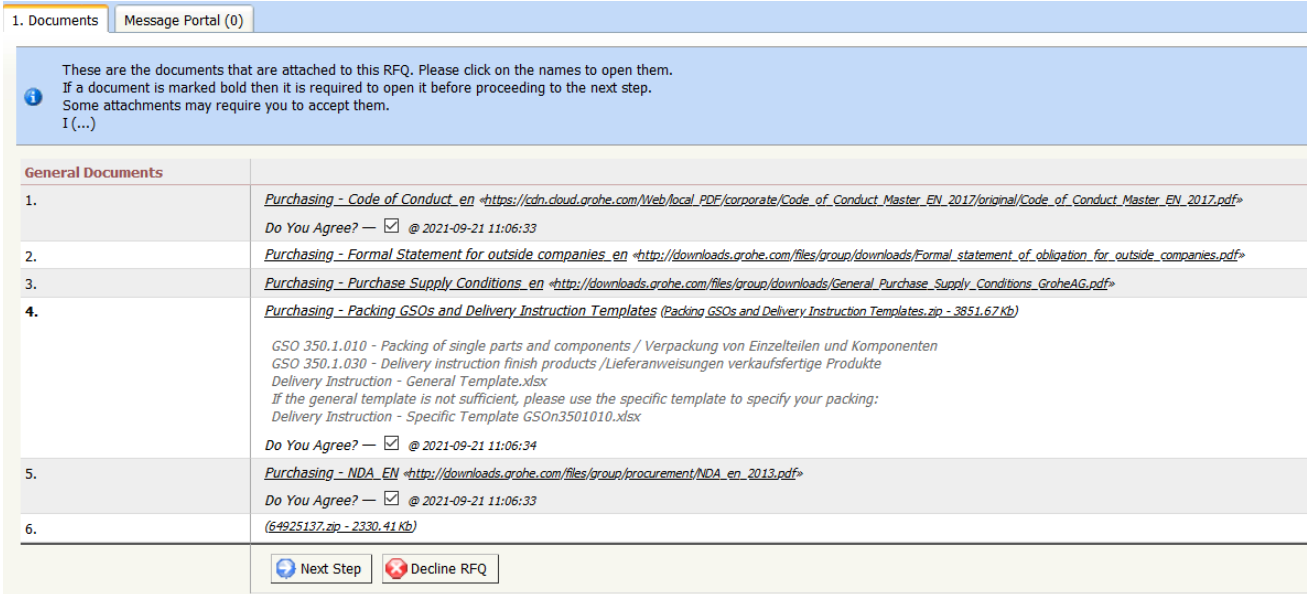 1. Documents
Message Portal (0)
These are the documents that are attached to this RFQ. Please click on the names to open them.
If a document is marked bold then it is required to open it before proceeding to the next step.
Some attachments may require you to accept them.
I (...)
General Documents
1. Purchasing - Code of Conduct_en «https://cdn.cloud.grohe.com/Web/local_PDF/corporate/Code_of_Conduct_Master_EN_2017/original/Code_of_Conduct_Master_EN_2017.pdf»
Do You Agree? — @ 2021-09-21 11:06:33
2. Purchasing - Formal Statement for outside companies_en «http://downloads.grohe.com/files/group/downloads/Formal_statement_of_obligation_for_outside_companies.pdf»
3. Purchasing - Purchase Supply Conditions_en «http://downloads.grohe.com/files/group/downloads/General_Purchase_Supply_Conditions_GroheAG.pdf»
4. Purchasing - Packing GSOs and Delivery Instruction Templates (Packing GSOs and Delivery Instruction Templates.zip - 3851.67 Kb)
GSO 350.1.010 - Packing of single parts and components / Verpackung von Einzelteilen und Komponenten
GSO 350.1.030 - Delivery instruction finish products /Lieferanweisungen verkaufsfertige Produkte
Delivery Instruction - General Template.xlsx
If the general template is not sufficient, please use the specific template to specify your packing:
Delivery Instruction - Specific Template GSOn3501010.xlsx
Do You Agree? — @ 2021-09-21 11:06:34
5. Purchasing - NDA_EN «http://downloads.grohe.com/files/group/procurement/NDA_en_2013.pdf»
Do You Agree? — @ 2021-09-21 11:06:33
6. (64925137.zip - 2330.41 Kb)
Next Step
Decline RFQ